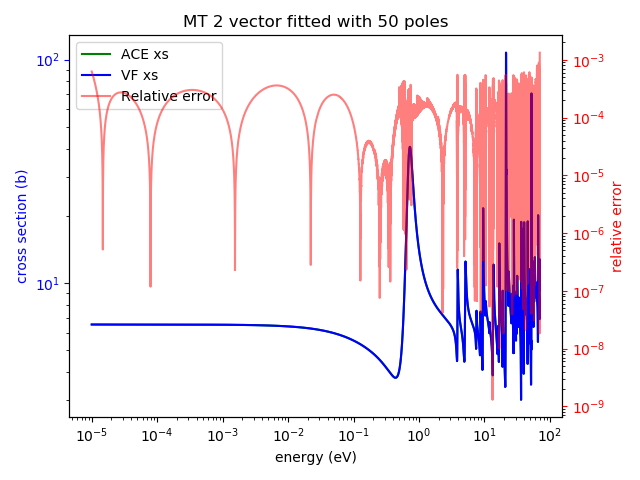 MT 2 vector fitted with 50 poles
ACE xs
VF xs
Relative error
cross section (b)
10²
10¹
relative error
10⁻³
10⁻⁴
10⁻⁵
10⁻⁶
10⁻⁷
10⁻⁸
10⁻⁹
10⁻⁵ 10⁻⁴ 10⁻³ 10⁻² 10⁻¹ 10⁰ 10¹ 10²
energy (eV)